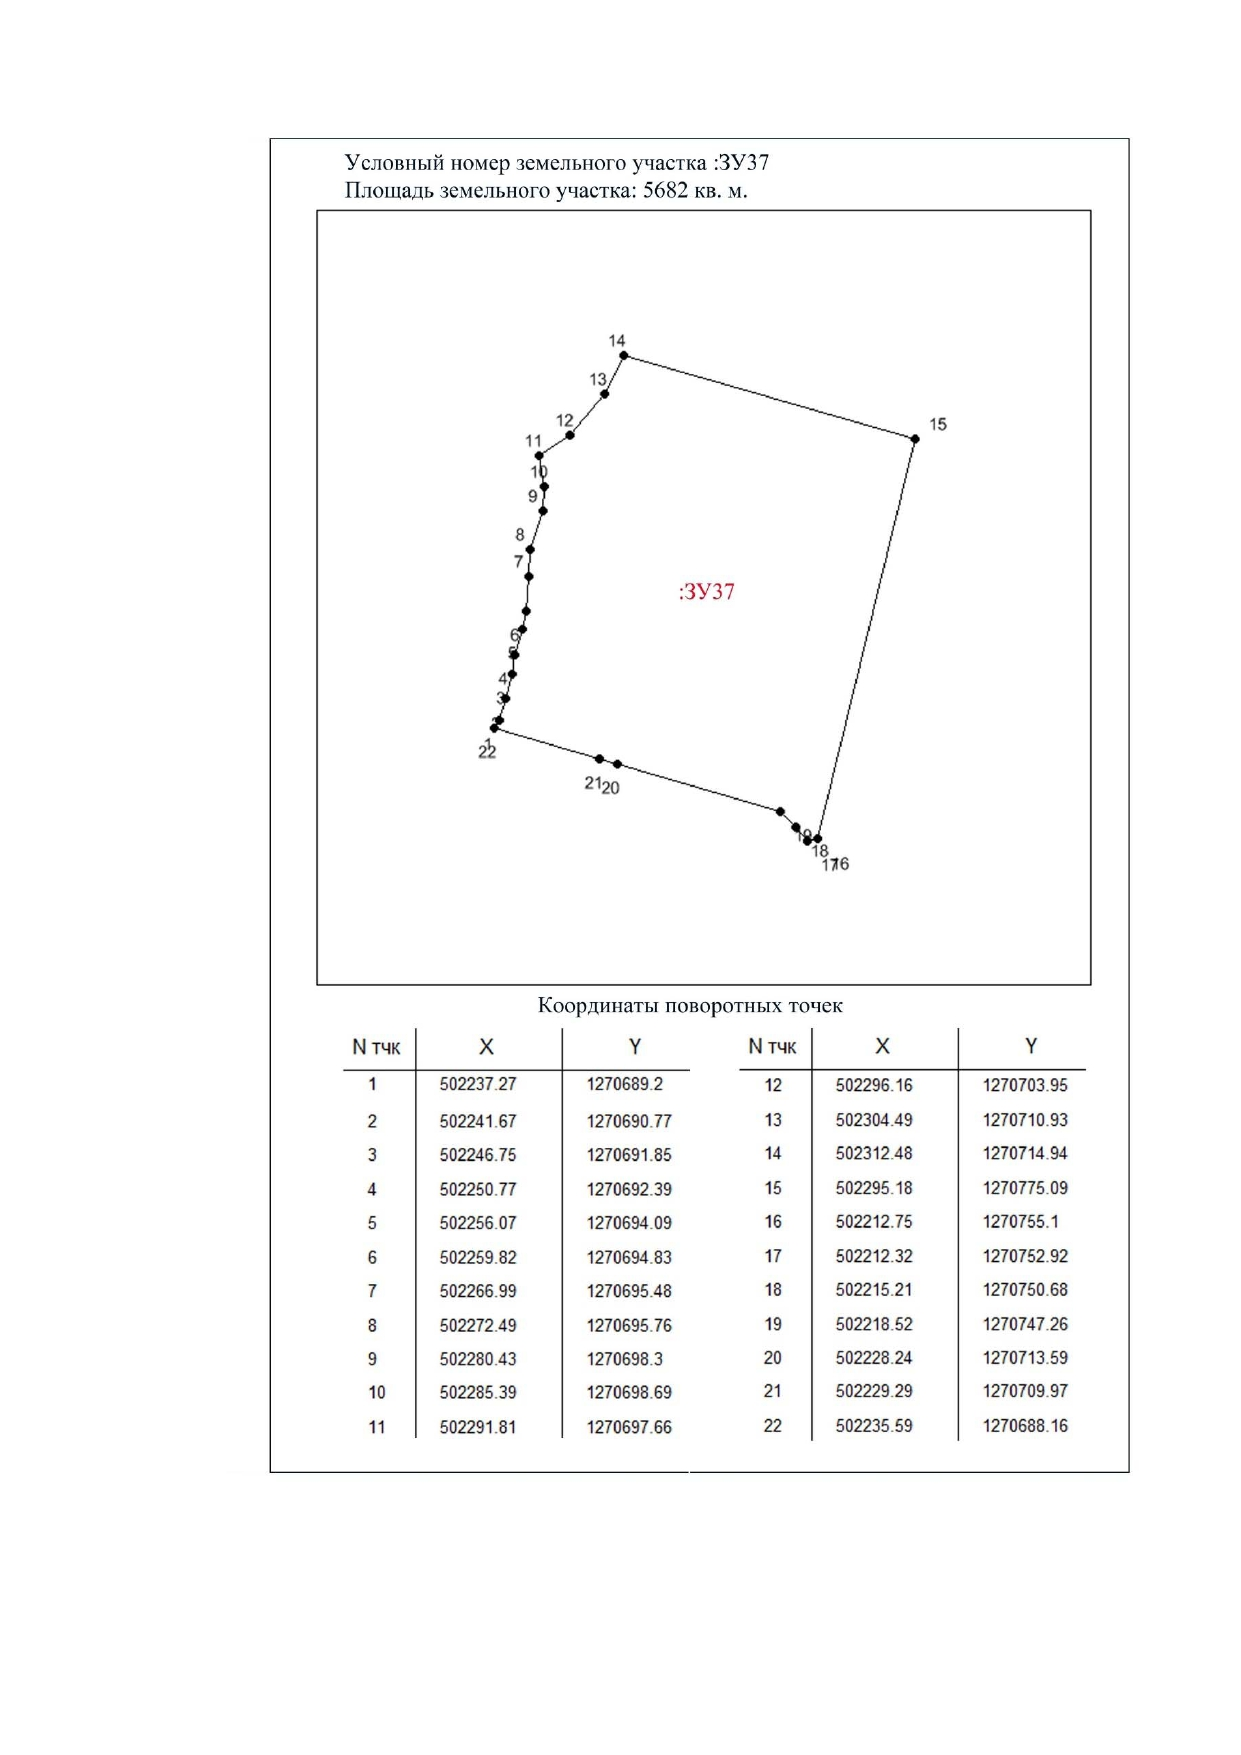 Условный номер земельного участка :ЗУ37
Площадь земельного участка: 5682 кв. м.
14
13
15
12
11
10
9
8
7
:ЗУ37
6
5
4
3
1
22
21 20
19
18
17 16
Координаты поворотных точек
N тчк X Y N тчк X Y
1 502237.27 1270689.2 12 502296.16 1270703.95
2 502241.67 1270690.77 13 502304.49 1270710.93
3 502246.75 1270691.85 14 502312.48 1270714.94
4 502250.77 1270692.39 15 502295.18 1270775.09
5 502256.07 1270694.09 16 502212.75 1270755.1
6 502259.82 1270694.83 17 502212.32 1270752.92
7 502266.99 1270695.48 18 502215.21 1270750.68
8 502272.49 1270695.76 19 502218.52 1270747.26
9 502280.43 1270698.3 20 502228.24 1270713.59
10 502285.39 1270698.69 21 502229.29 1270709.97
11 502291.81 1270697.66 22 502235.59 1270688.16